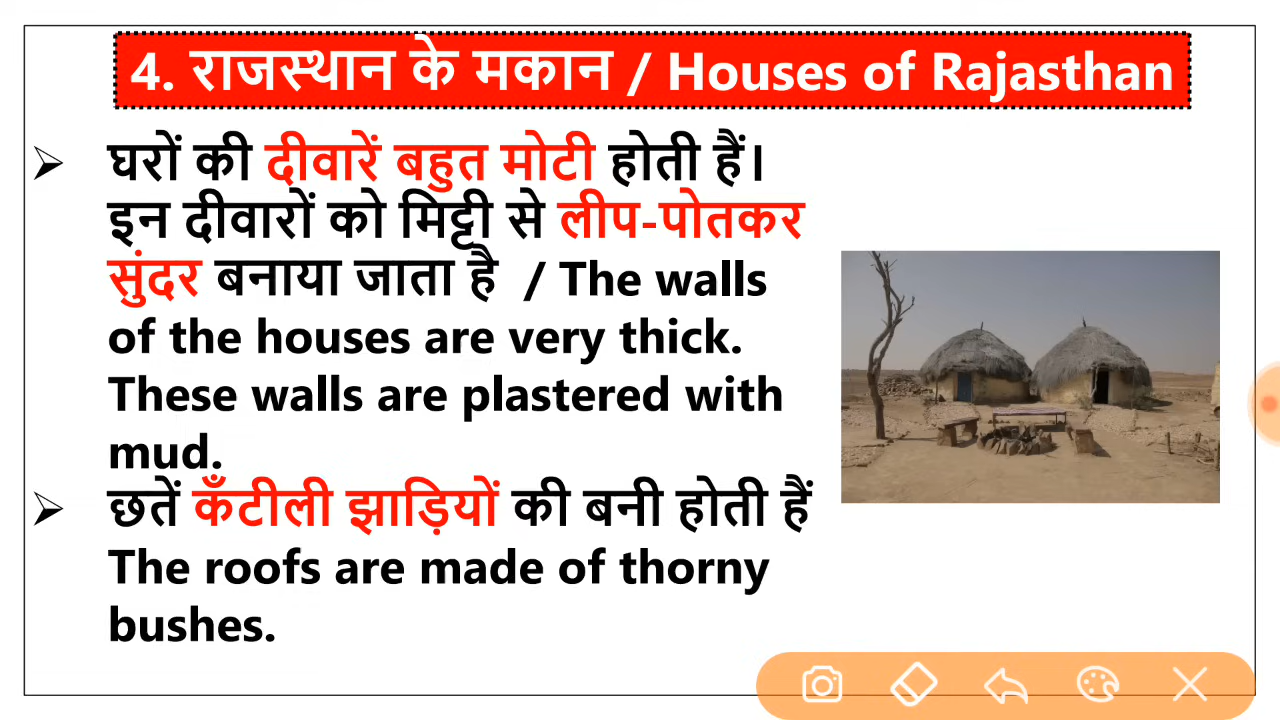 4. राजस्थान के मकान / Houses of Rajasthan
घरों की दीवारें बहुत मोटी होती हैं।
इन दीवारों को मिट्टी से लीप-पोतकर
सुंदर बनाया जाता है / The walls
of the houses are very thick.
These walls are plastered with
mud.
छतें कँटीली झाड़ियों की बनी होती हैं
The roofs are made of thorny
bushes.